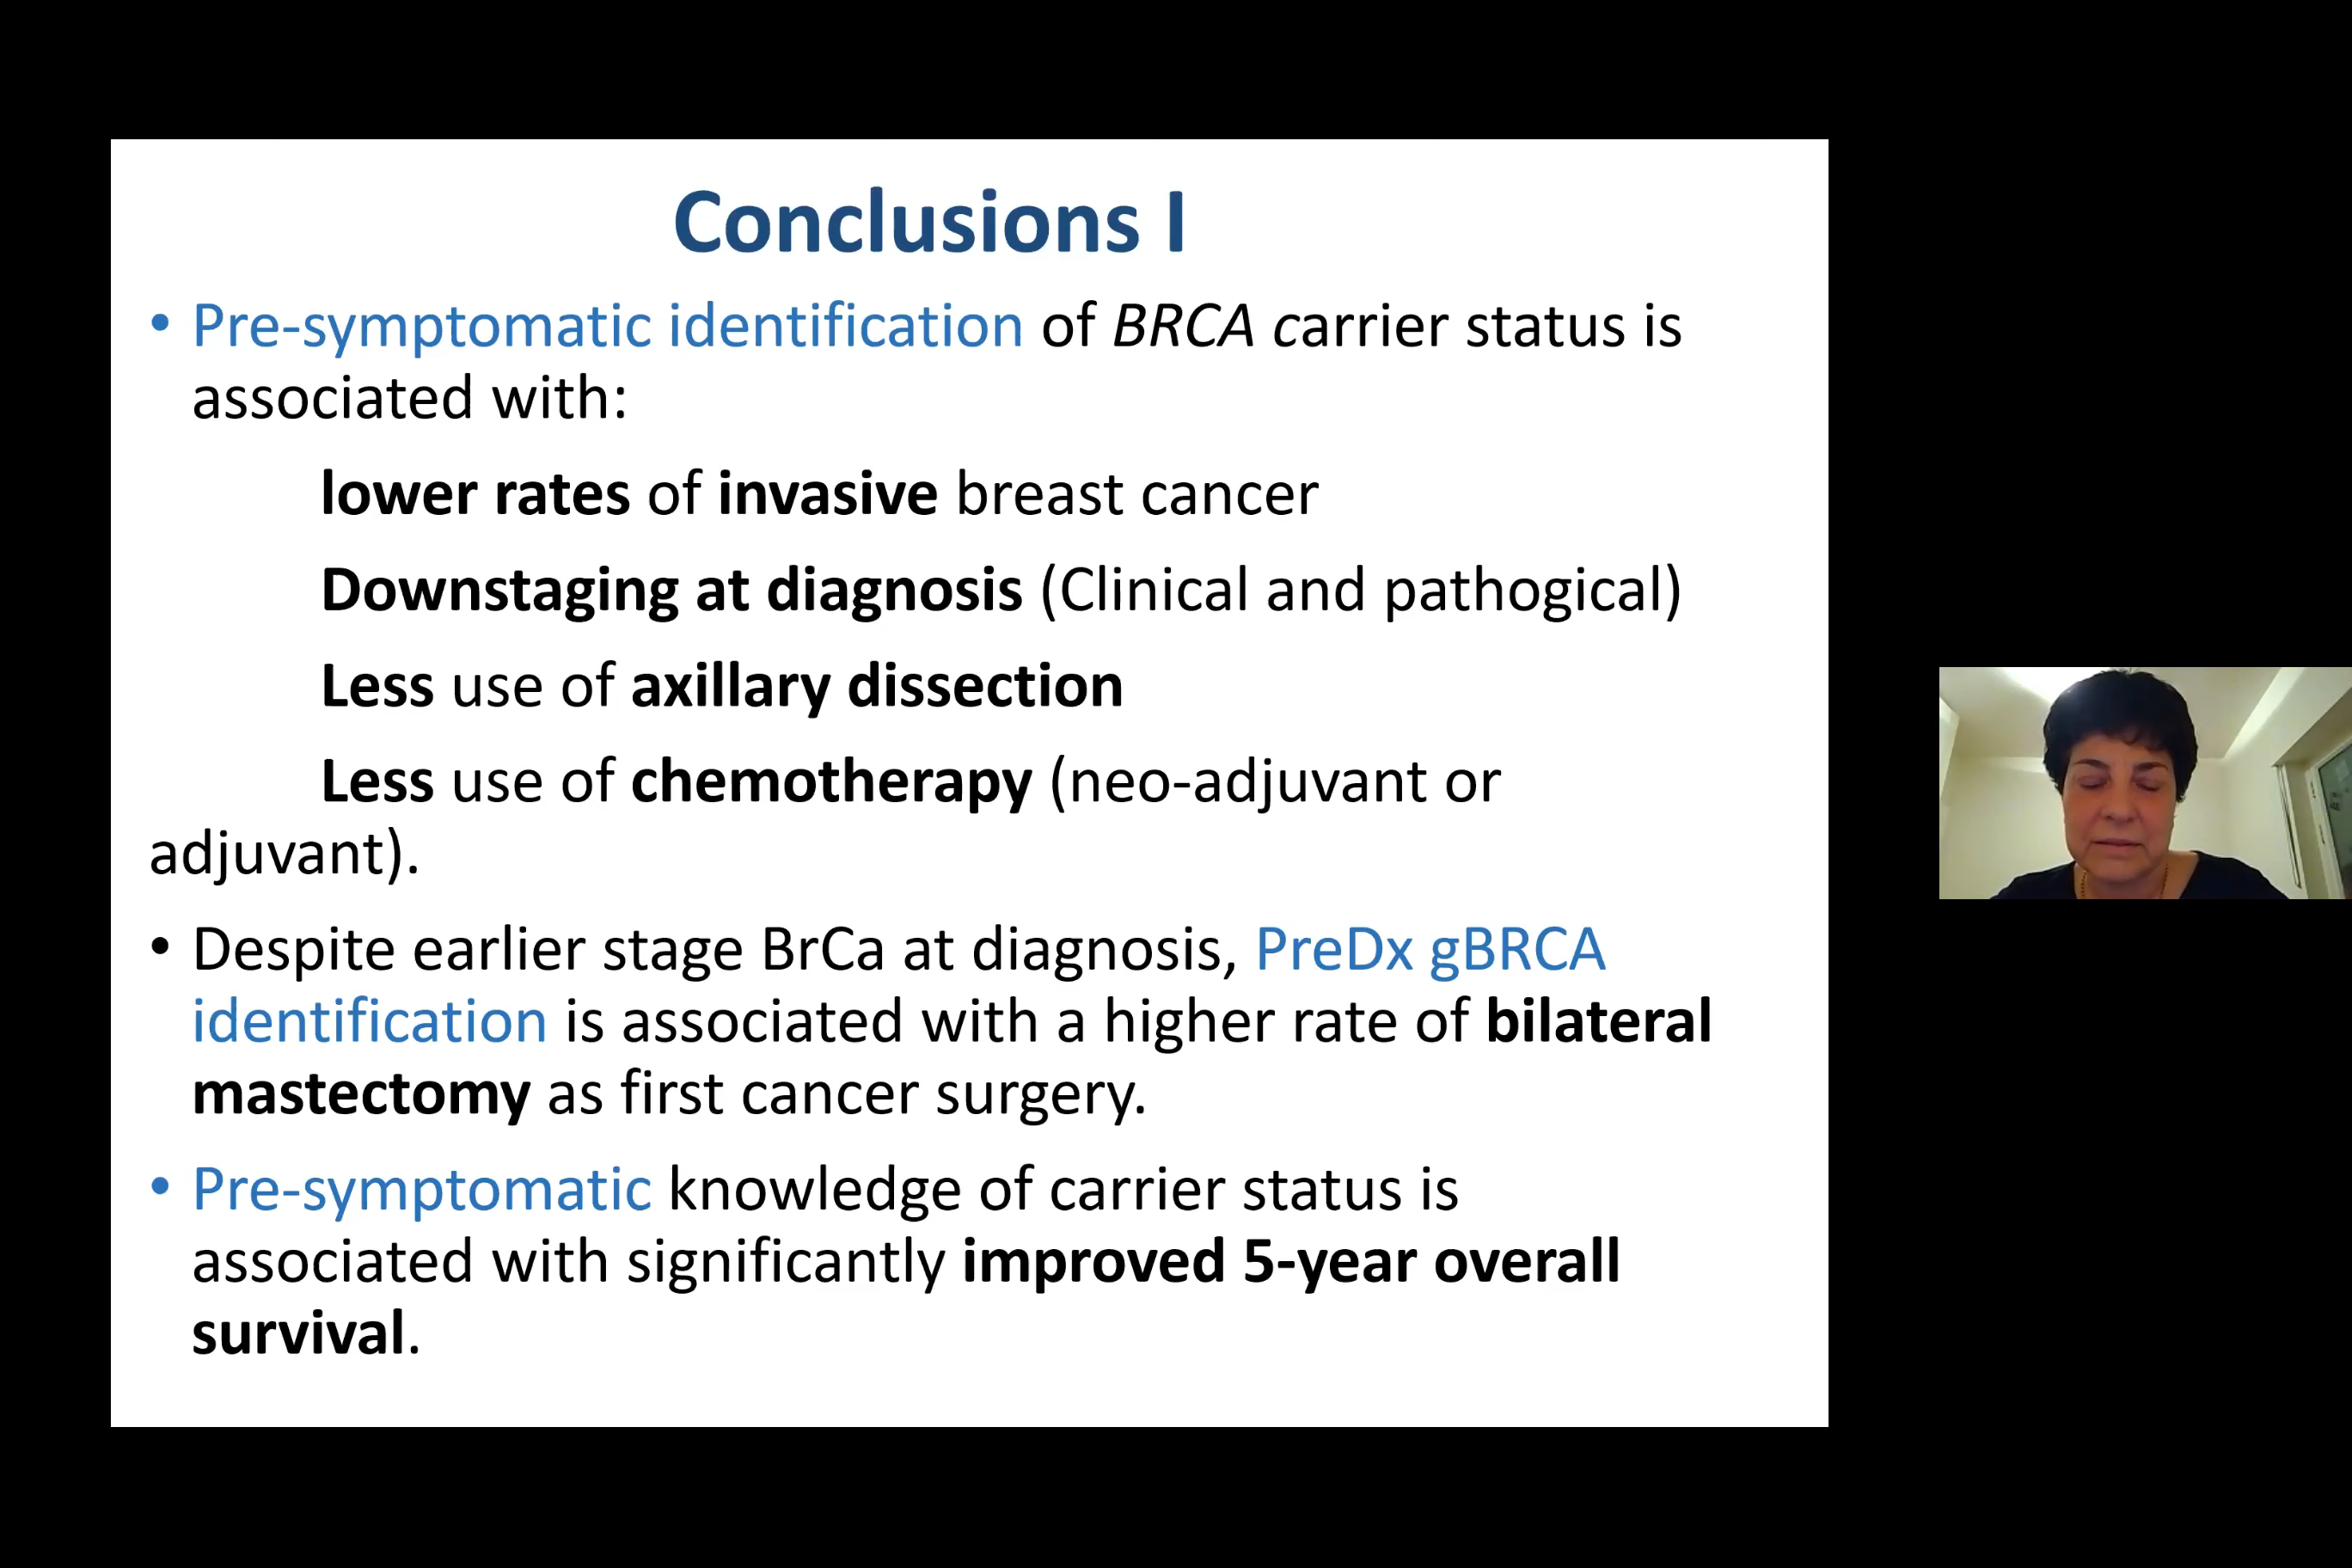 Conclusions I
• Pre-symptomatic identification of BRCA carrier status is
associated with:
lower rates of invasive breast cancer
Downstaging at diagnosis (Clinical and pathogical)
Less use of axillary dissection
Less use of chemotherapy (neo-adjuvant or
adjuvant).
• Despite earlier stage BrCa at diagnosis, PreDx gBRCA
identification is associated with a higher rate of bilateral
mastectomy as first cancer surgery.
• Pre-symptomatic knowledge of carrier status is
associated with significantly improved 5-year overall
survival.